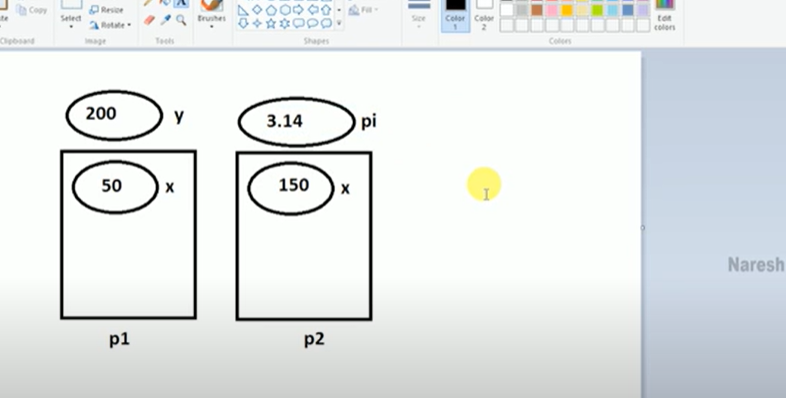 Copy
Select
Resize
Rotate
Brushes
Fill
Size
Color 1
Color 2
Edit colors
Clipboard
Image
Tools
Shapes
Colors
200 y
3.14 pi
50 x
150 x
p1
p2
Naresh